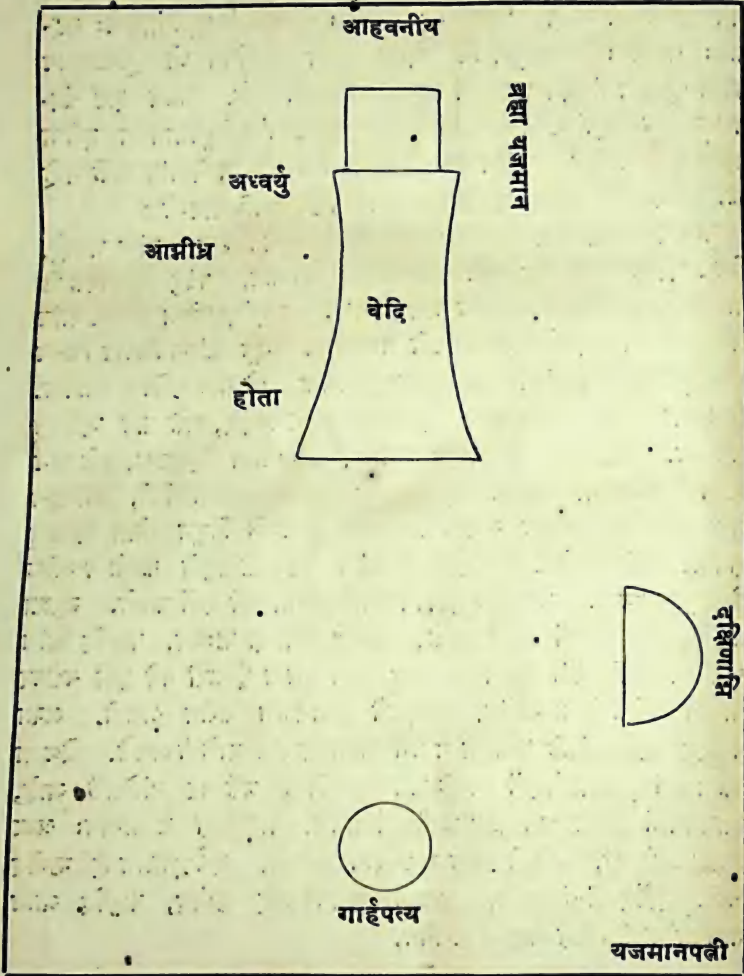 आहवनीय
ब्रह्मा यजमान
अध्वर्यु
आग्नीध्र
वेदि
होता
दक्षिणाग्नि
गार्हपत्य
यजमानपत्नी